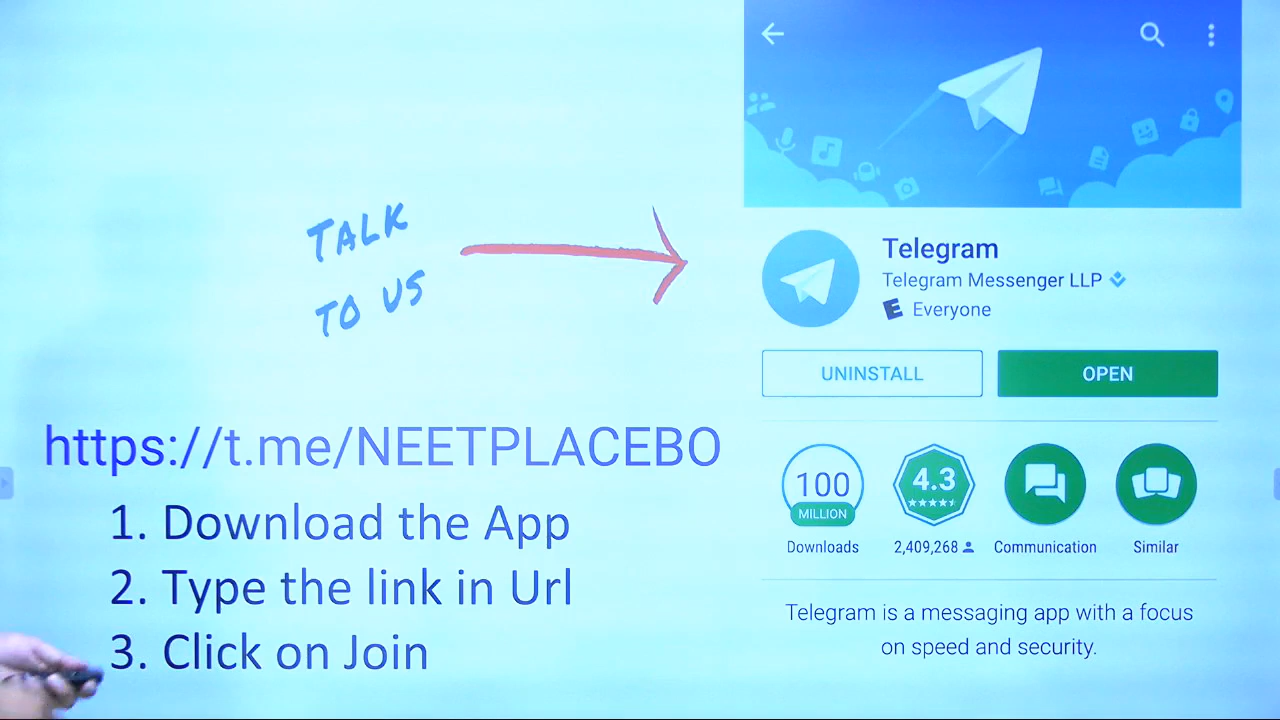 TALK
TO US
https://t.me/NEETPLACEBO
1. Download the App
2. Type the link in Url
3. Click on Join
Telegram
Telegram Messenger LLP
E Everyone
UNINSTALL
OPEN
100
MILLION
Downloads
4.3
2,409,268
Communication
Similar
Telegram is a messaging app with a focus
on speed and security.